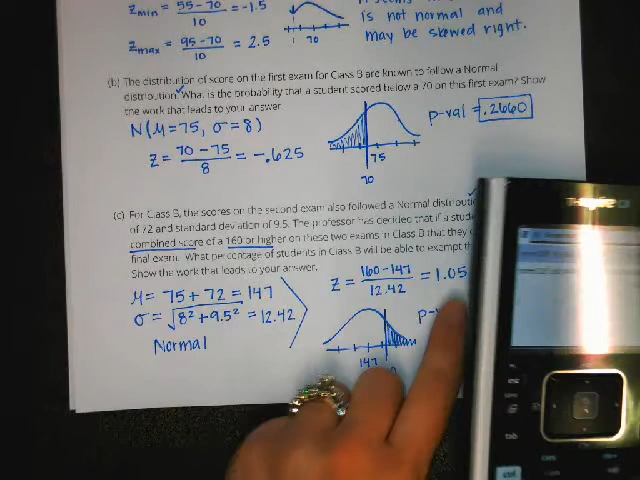 Zmin = 55-70 / 10 = -1.5
Zmax = 95-70 / 10 = 2.5
70
is not normal and
may be skewed right.
(b) The distribution of score on the first exam for Class B are known to follow a Normal
distribution. What is the probability that a student scored below a 70 on this first exam? Show
the work that leads to your answer.
N(μ=75, σ=8)
p-val = .2660
z = 70-75 / 8 = -.625
75
70
(c) For Class B, the scores on the second exam also followed a Normal
of 72 and standard deviation of 9.5. The professor has decided that if a
combined score of a 160 or higher on these two exams in Class B that they
final exam. What percentage of students in Class B will be able to exempt
Show the work that leads to your answer.
z = 160-147 / 12.42 = 1.05
μ = 75+72 = 147
σ = √8²+9.5² = 12.42
Normal
147
esc
tab
ctrl